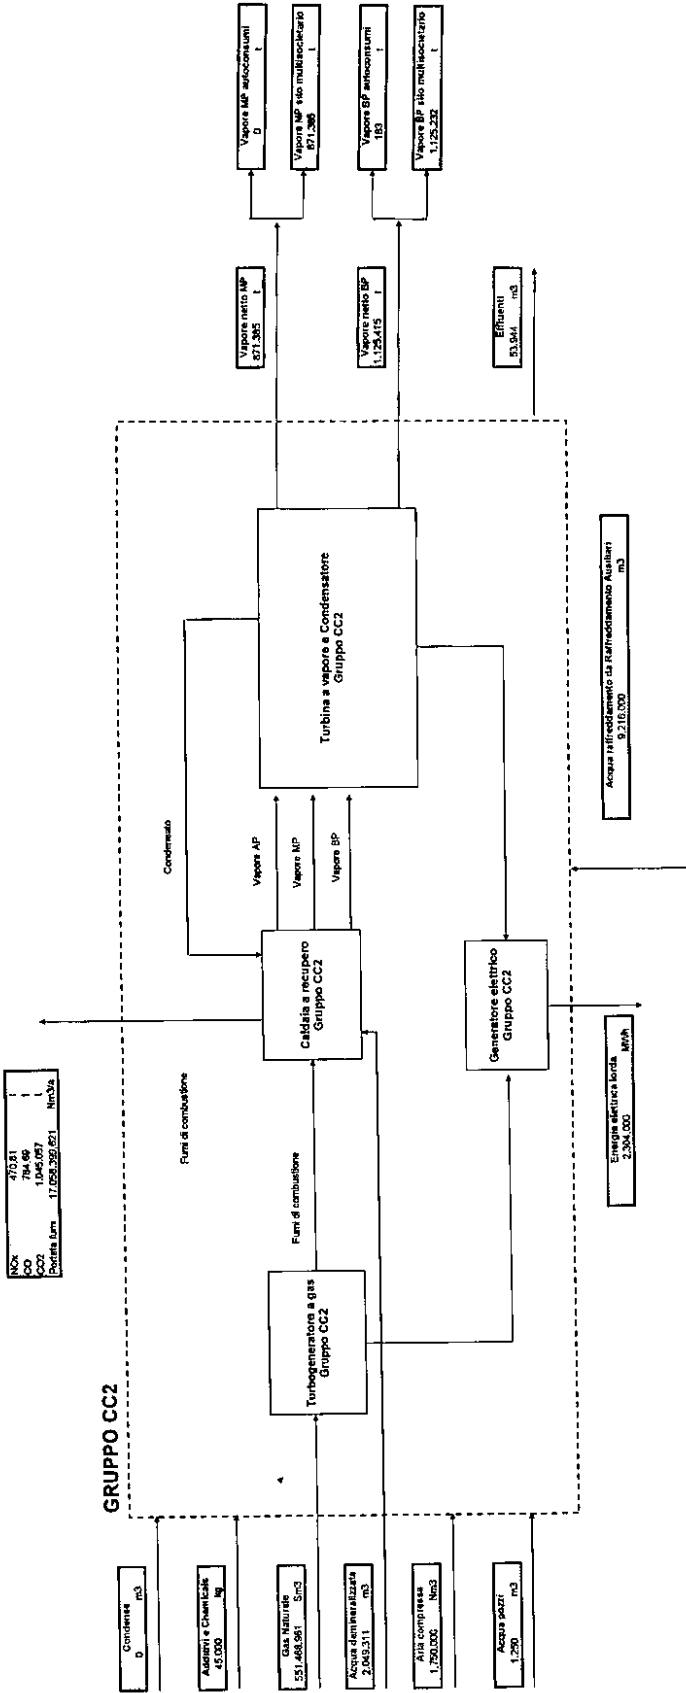 GRUPPO CC2
Condense
0 m3
Additivi e Chemicals
45.000 kg
Gas Naturale
551.468.961 Sm3
Acqua demineralizzata
2.049.311 m3
Aria compressa
1.750.000 Nm3
Acqua pozzi
1.250 m3
NOx 470,81 t
CO 784,69 t
CO2 1.045.057 t
Portata fumi 17.058.399.621 Nm3/a
Fumi di combustione
Turbogeneratore a gas
Gruppo CC2
Fumi di combustione
Caldaia a recupero
Gruppo CC2
Condensato
Vapore AP
Vapore MP
Vapore BP
Turbina a vapore e Condensatore
Gruppo CC2
Generatore elettrico
Gruppo CC2
Energia elettrica lorda
2.304.000 MWh
Acqua raffreddamento da Raffreddamento Ausiliari
9.216.000 m3
Vapore netto MP
871.385 t
Vapore netto BP
1.125.415 t
Effluenti
53.944 m3
Vapore MP autoconsumi
0 t
Vapore MP sito multisocietario
871.385 t
Vapore BP autoconsumi
183 t
Vapore BP sito multisocietario
1.125.232 t